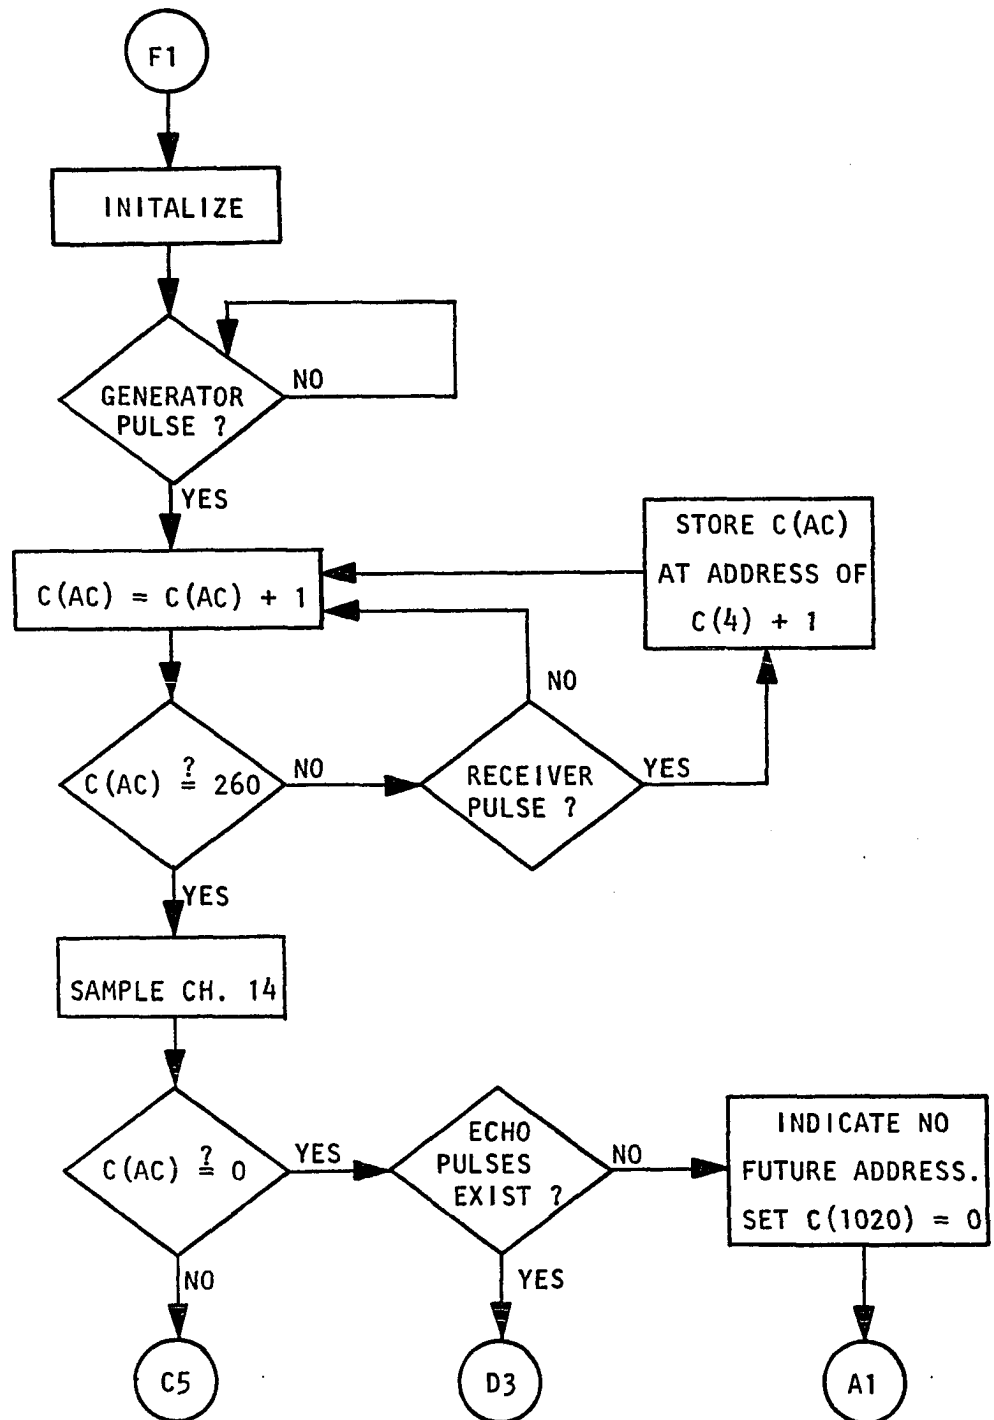 F1
INITALIZE
GENERATOR
PULSE ?
NO
YES
C(AC) = C(AC) + 1
STORE C(AC)
AT ADDRESS OF
C(4) + 1
C(AC) ≟ 260
NO
RECEIVER
PULSE ?
NO
YES
YES
SAMPLE CH. 14
C(AC) ≟ 0
YES
NO
ECHO
PULSES
EXIST ?
NO
YES
INDICATE NO
FUTURE ADDRESS.
SET C(1020) = 0
C5
D3
A1